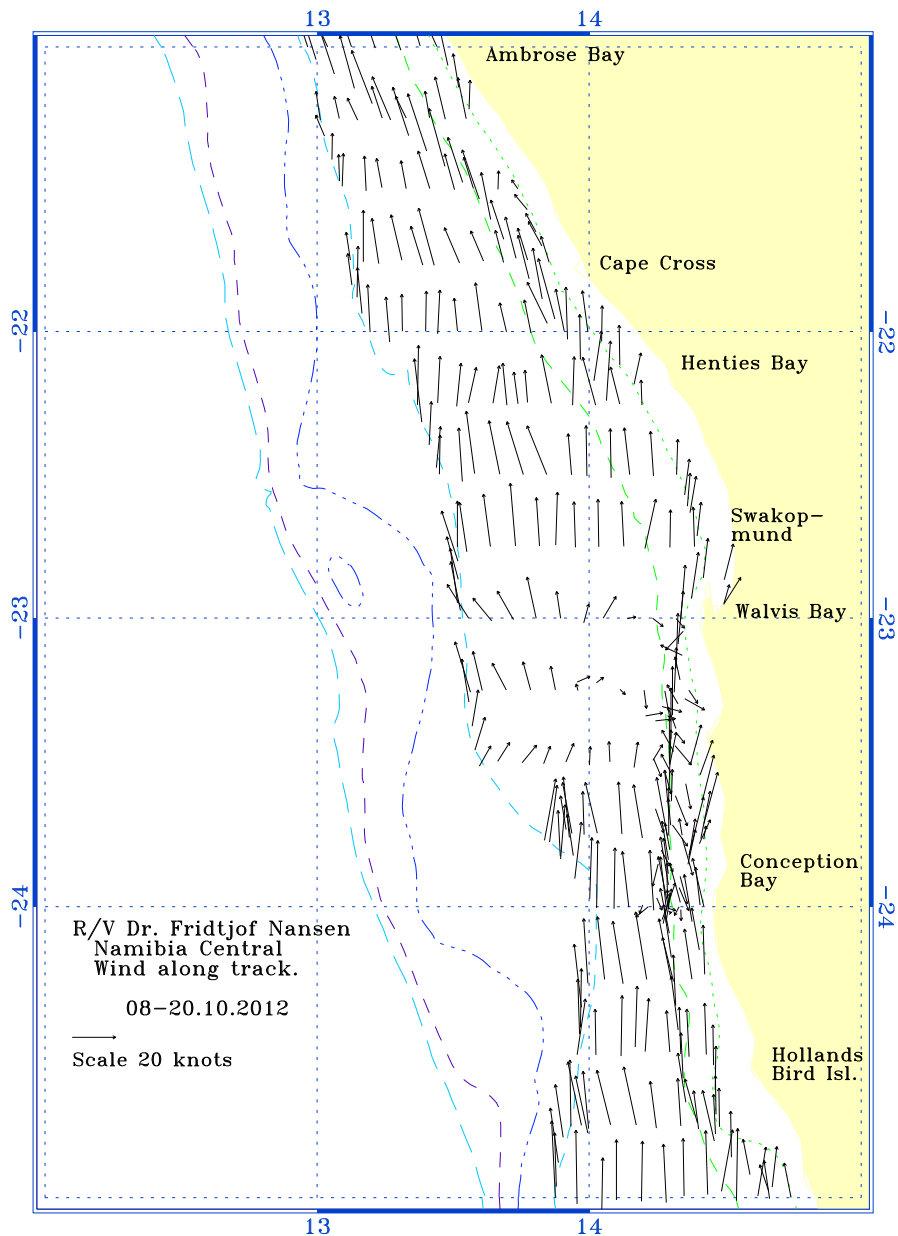 13 14
Ambrose Bay
Cape Cross
-22 -22
Henties Bay
Swakop-
mund
-23 -23
Walvis Bay
Conception
Bay
-24 -24
R/V Dr. Fridtjof Nansen
Namibia Central
Wind along track.
08-20.10.2012
Scale 20 knots
Hollands
Bird Isl.
13 14